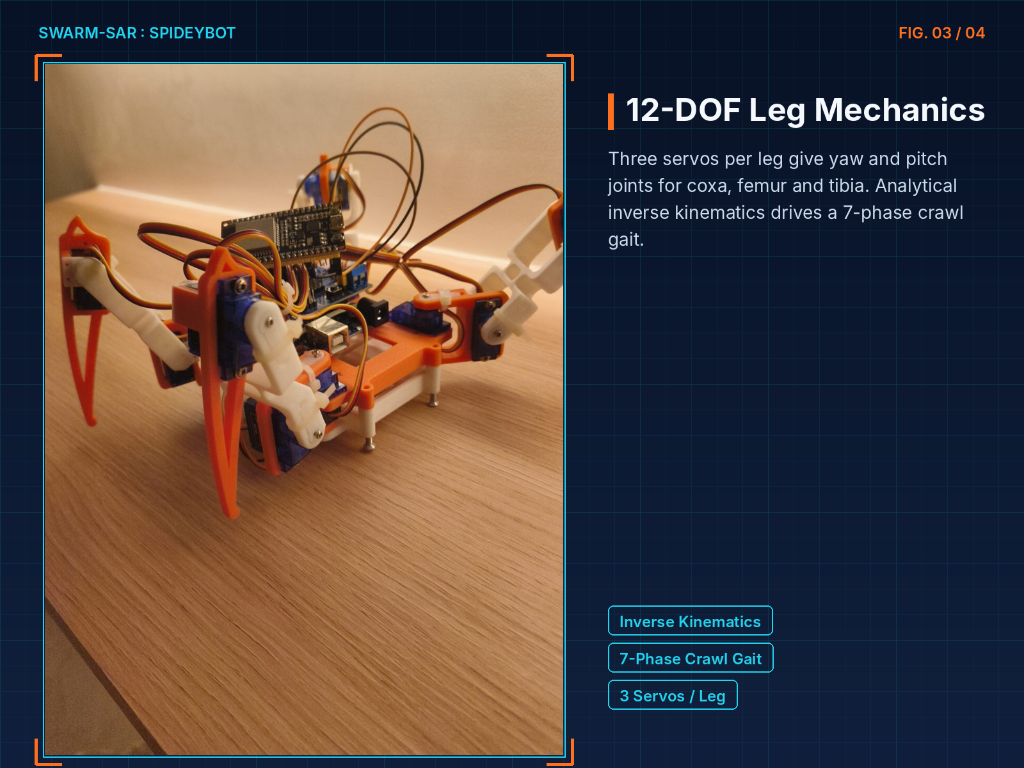 SWARM-SAR : SPIDEYBOT
FIG. 03 / 04
12-DOF Leg Mechanics
Three servos per leg give yaw and pitch
joints for coxa, femur and tibia. Analytical
inverse kinematics drives a 7-phase crawl
gait.
Inverse Kinematics
7-Phase Crawl Gait
3 Servos / Leg